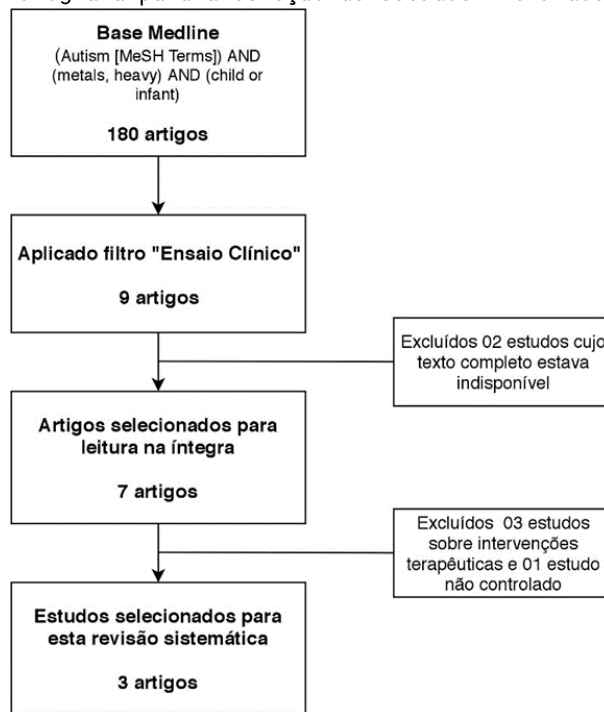 Base Medline
(Autism [MeSH Terms]) AND
(metals, heavy) AND (child or
infant)
180 artigos
Aplicado filtro "Ensaio Clínico"
9 artigos
Excluídos 02 estudos cujo
texto completo estava
indisponível
Artigos selecionados para
leitura na íntegra
7 artigos
Excluídos 03 estudos
sobre intervenções
terapêuticas e 01 estudo
não controlado
Estudos selecionados para
esta revisão sistemática
3 artigos